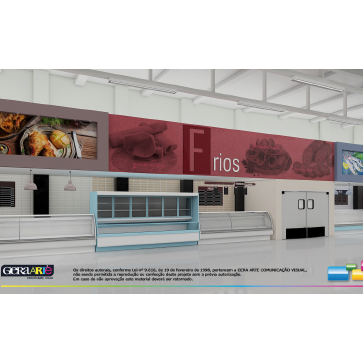 Frios
GERAARTE
Os direitos autorais, conforme Lei nº 9.610, de 19 de fevereiro de 1998, pertencem a GERA ARTE COMUNICAÇÃO VISUAL,
não sendo permitida a reprodução ou confecção deste projeto sem a prévia autorização.
Em caso de não aprovação este material deverá ser retornado.